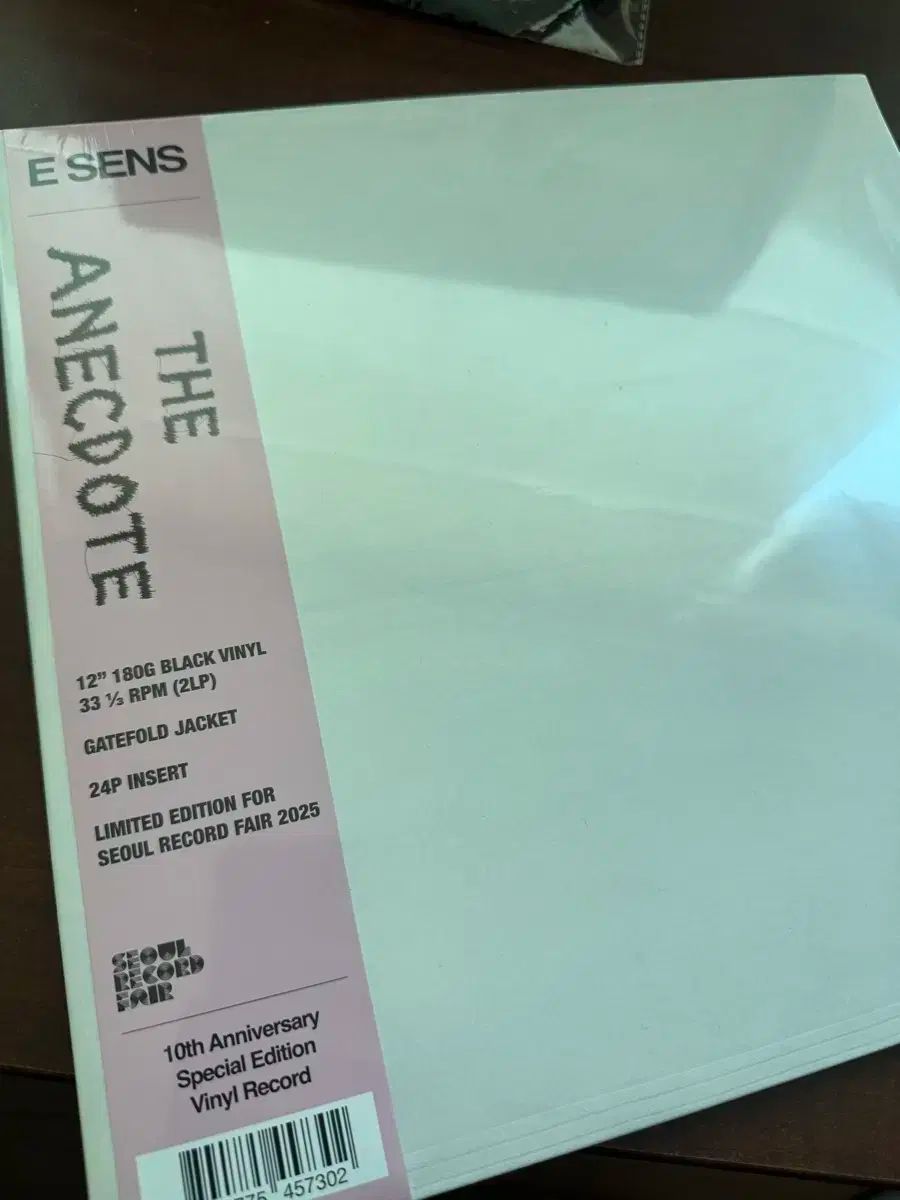 E SENS
THE
ANECDOTE
12” 180G BLACK VINYL
33 ⅓ RPM (2LP)
GATEFOLD JACKET
24P INSERT
LIMITED EDITION FOR
SEOUL RECORD FAIR 2025
SEOUL
RECORD
FAIR
10th Anniversary
Special Edition
Vinyl Record
457302